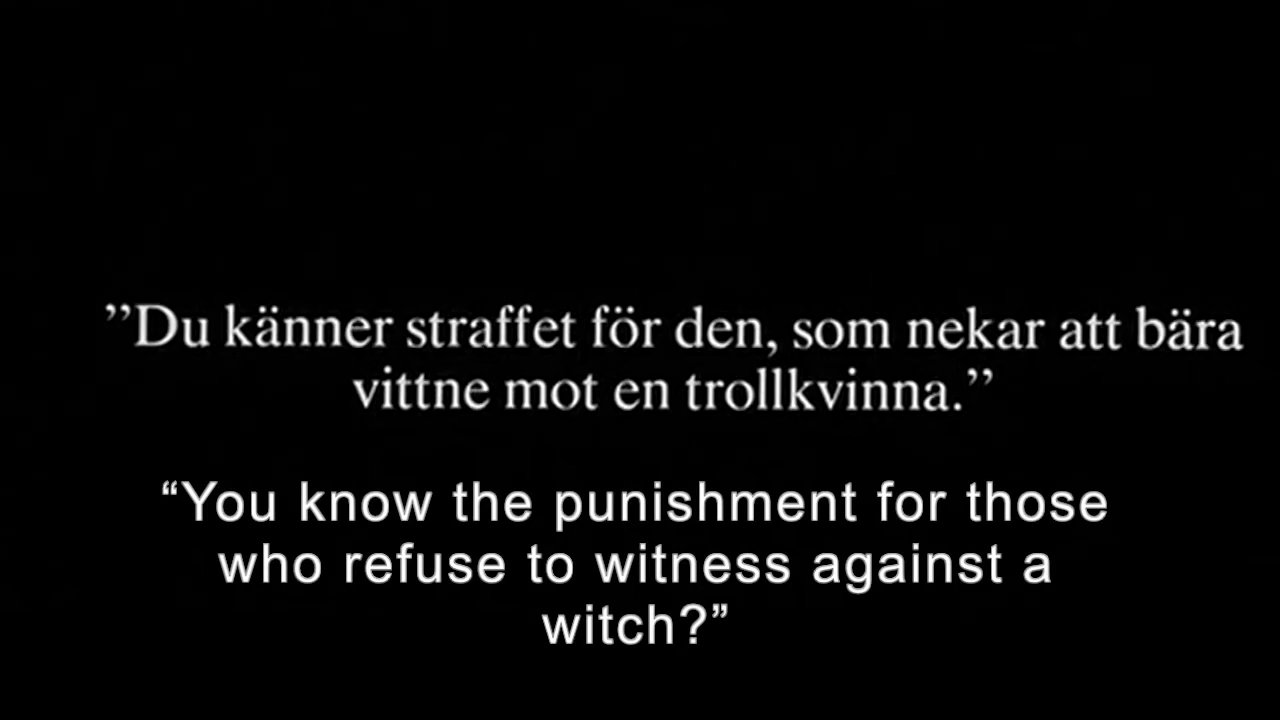 ”Du känner straffet för den, som nekar att bära
vittne mot en trollkvinna.”
“You know the punishment for those
who refuse to witness against a
witch?”